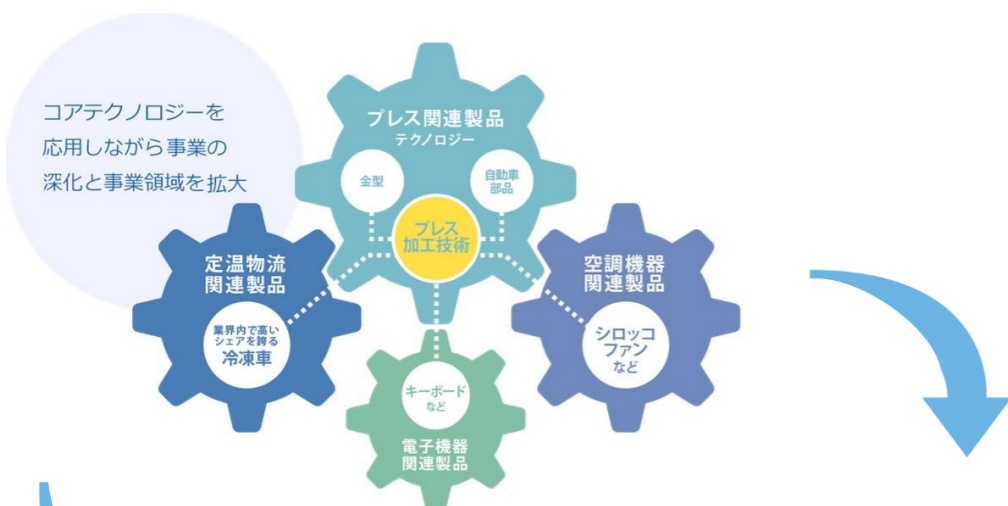 コアテクノロジーを
応用しながら事業の
深化と事業領域を拡大
プレス関連製品
テクノロジー
金型
自動車
部品
プレス
加工技術
定温物流
関連製品
業界内で高い
シェアを誇る
冷凍車
空調機器
関連製品
シロッコ
ファン
など
キーボード
など
電子機器
関連製品